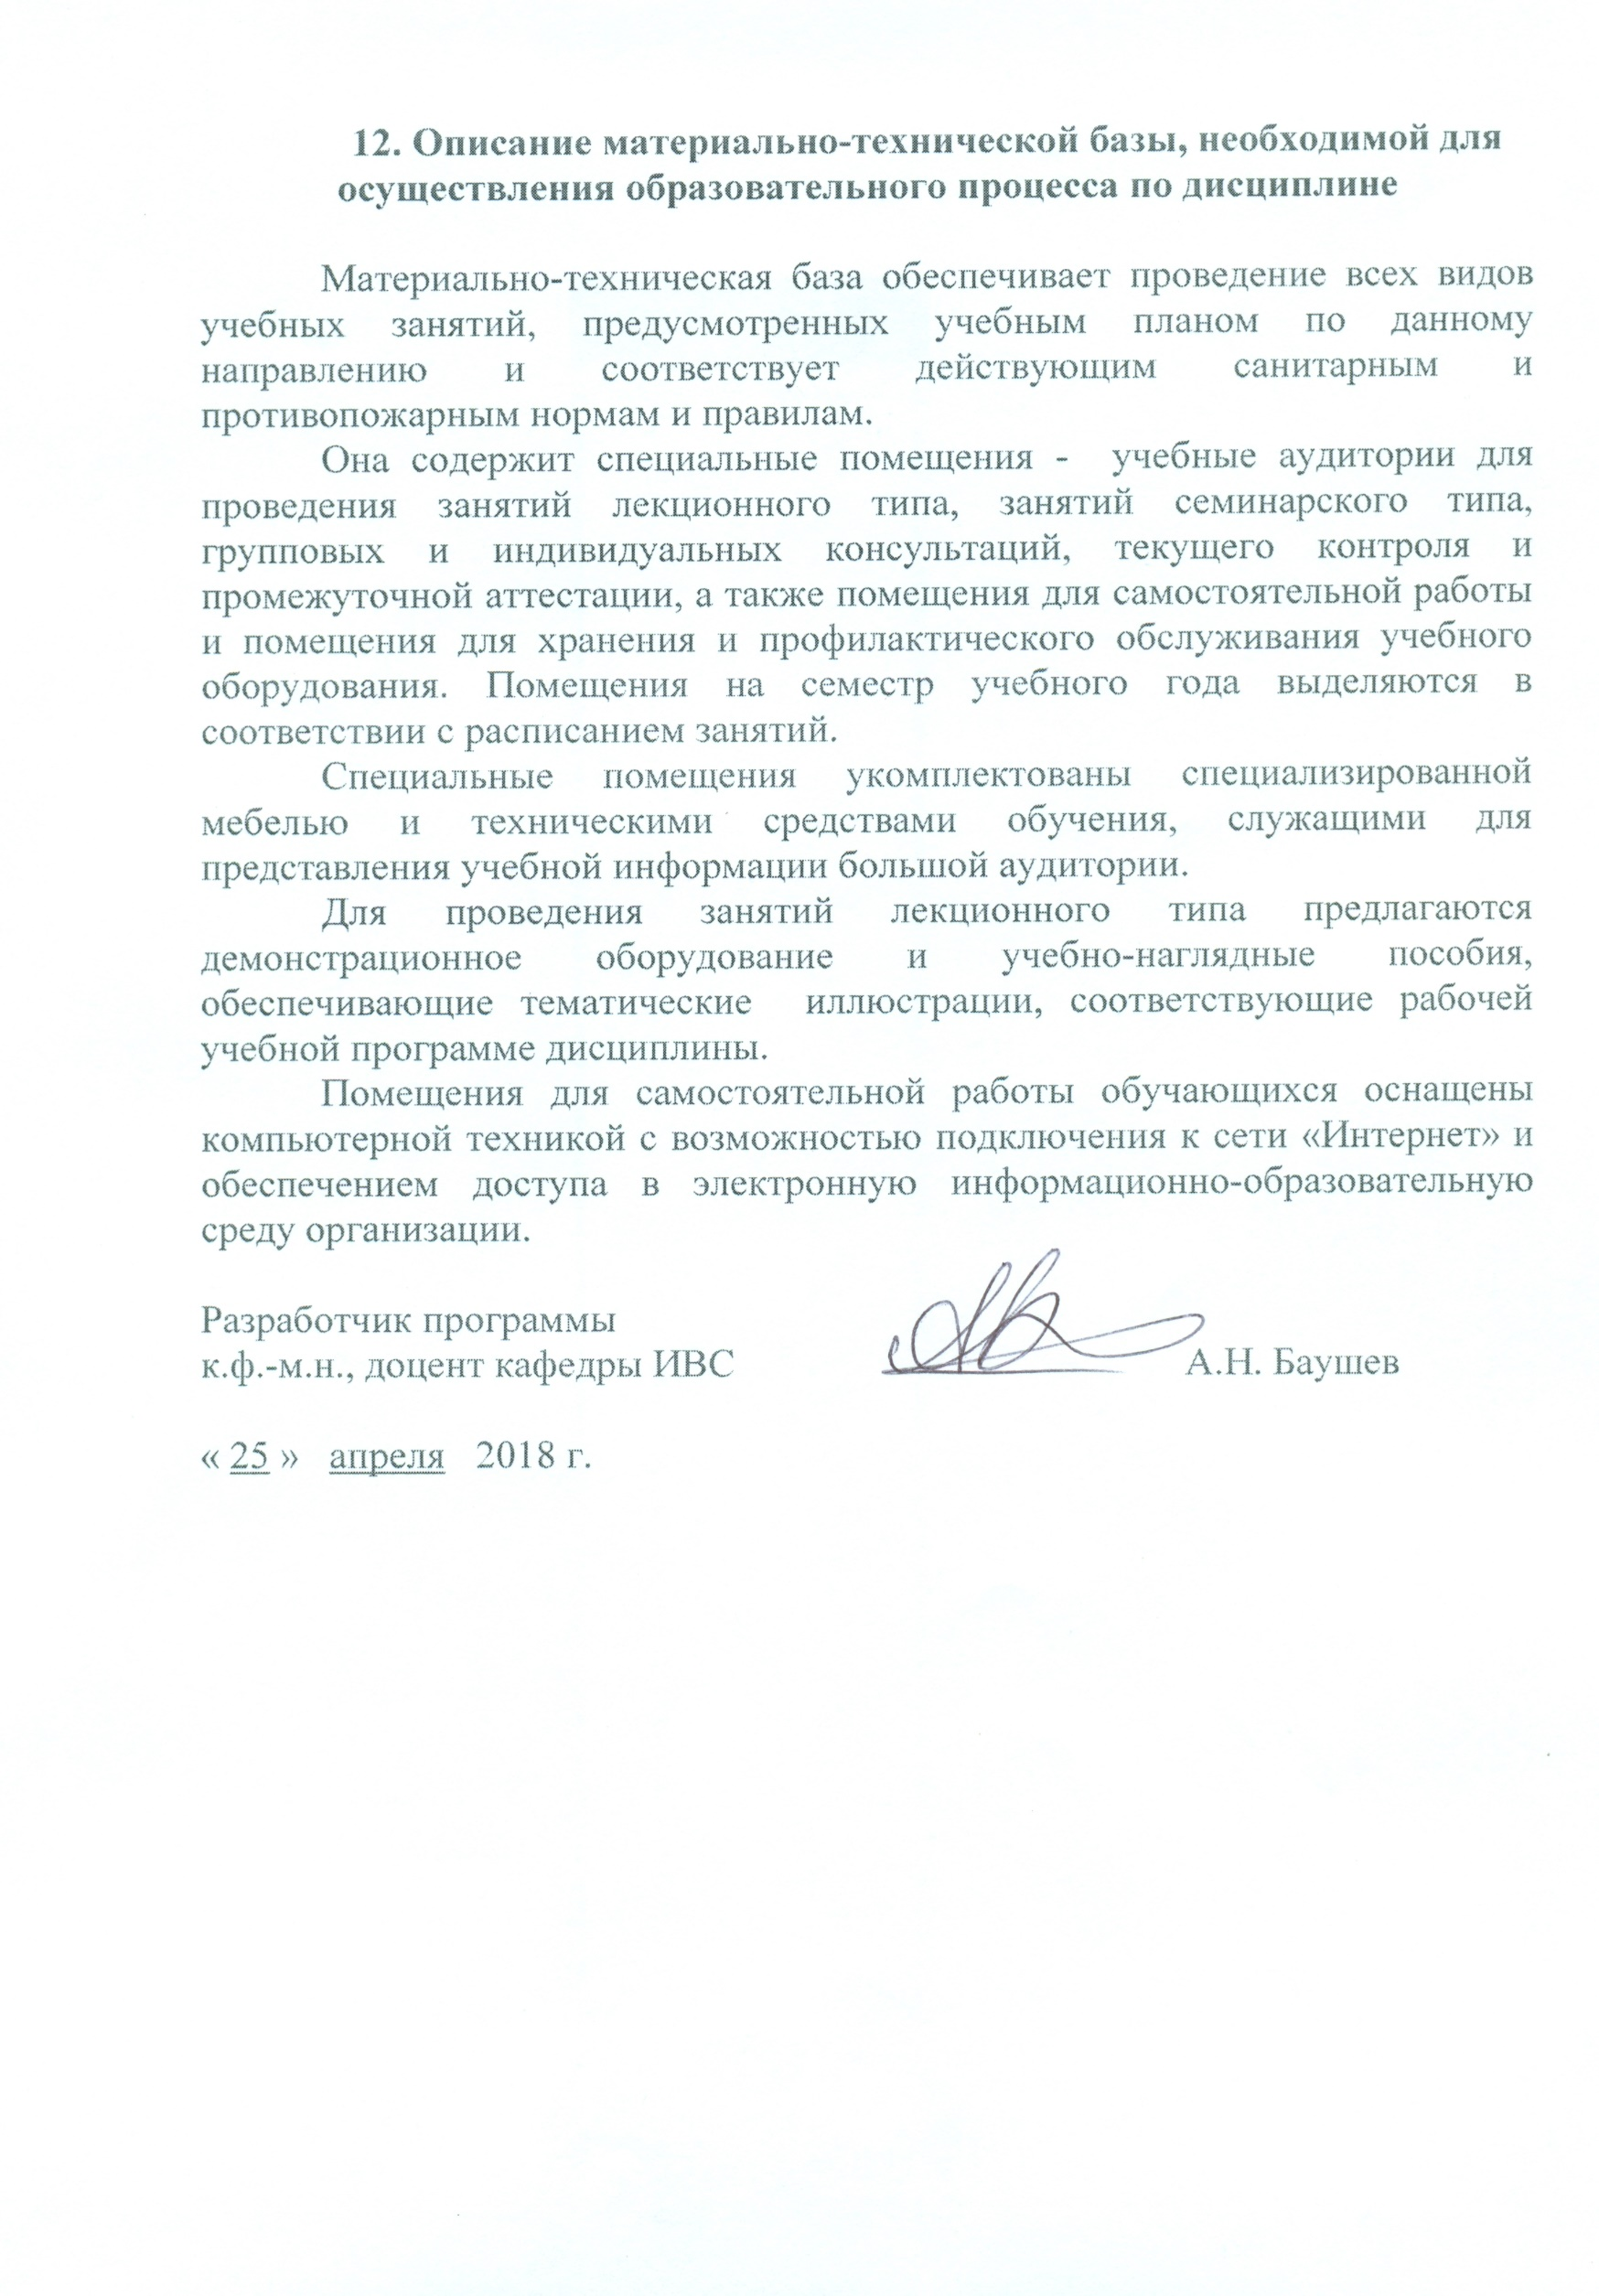 12. Описание материально-технической базы, необходимой для
осуществления образовательного процесса по дисциплине
Материально-техническая база обеспечивает проведение всех видов
учебных занятий, предусмотренных учебным планом по данному
направлению и соответствует действующим санитарным и
противопожарным нормам и правилам.
Она содержит специальные помещения - учебные аудитории для
проведения занятий лекционного типа, занятий семинарского типа,
групповых и индивидуальных консультаций, текущего контроля и
промежуточной аттестации, а также помещения для самостоятельной работы
и помещения для хранения и профилактического обслуживания учебного
оборудования. Помещения на семестр учебного года выделяются в
соответствии с расписанием занятий.
Специальные помещения укомплектованы специализированной
мебелью и техническими средствами обучения, служащими для
представления учебной информации большой аудитории.
Для проведения занятий лекционного типа предлагаются
демонстрационное оборудование и учебно-наглядные пособия,
обеспечивающие тематические иллюстрации, соответствующие рабочей
учебной программе дисциплины.
Помещения для самостоятельной работы обучающихся оснащены
компьютерной техникой с возможностью подключения к сети «Интернет» и
обеспечением доступа в электронную информационно-образовательную
среду организации.
Разработчик программы
к.ф.-м.н., доцент кафедры ИВС А.Н. Баушев
« 25 » апреля 2018 г.